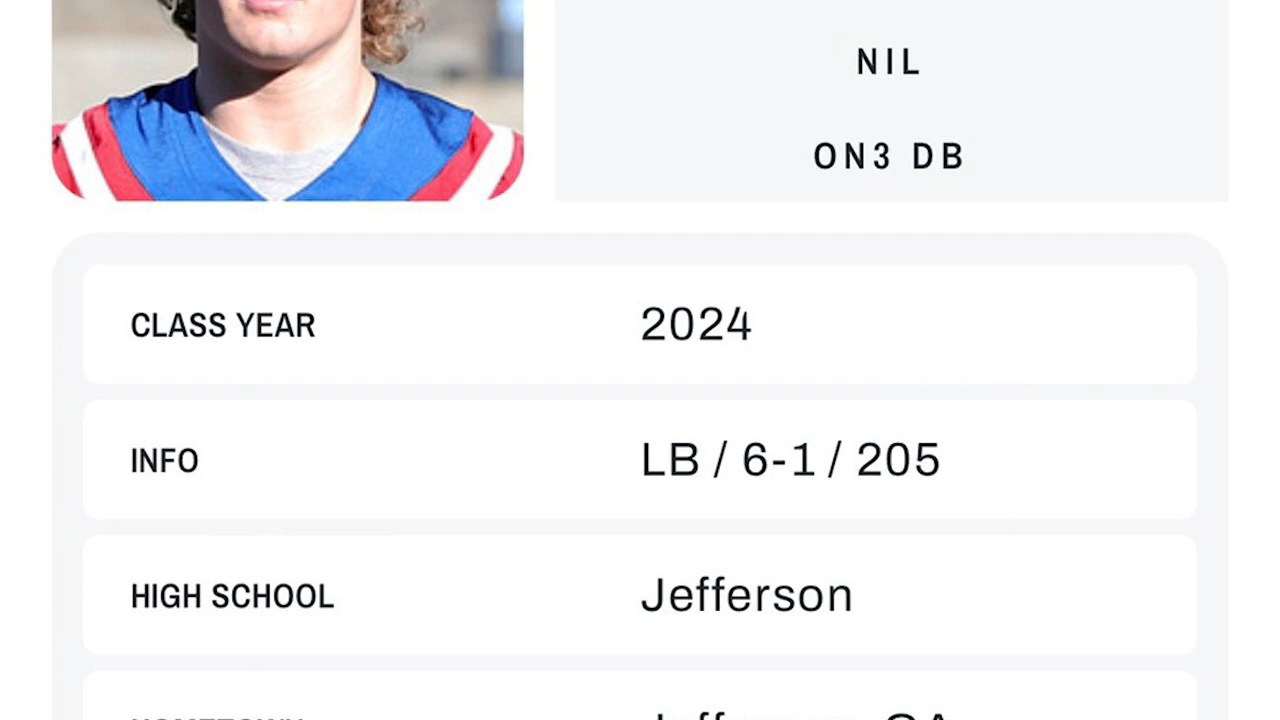 NIL
ON3 DB
CLASS YEAR 2024
INFO LB / 6-1 / 205
HIGH SCHOOL Jefferson